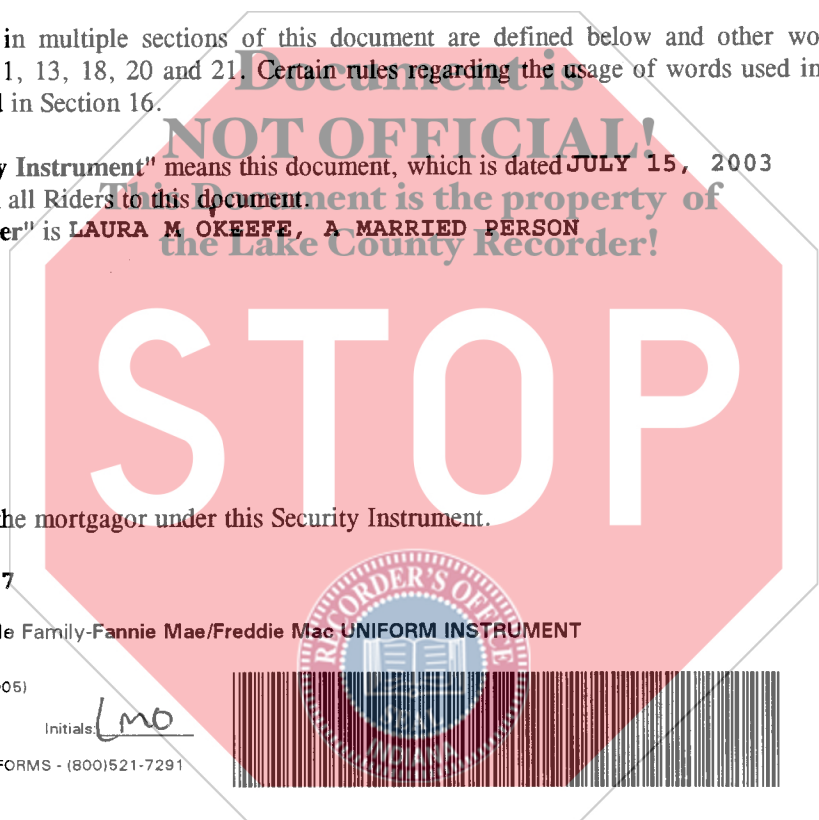 in multiple sections of this document are defined below and other wo
1, 13, 18, 20 and 21. Certain rules regarding the usage of words used in
Document is
in Section 16.
NOT OFFICIAL!
y Instrument" means this document, which is dated JULY 15, 2003
all Riders to this document.
This Document is the property of
er" is LAURA M OKEEFE, A MARRIED PERSON
the Lake County Recorder!
STOP
he mortgagor under this Security Instrument.
7
RECORDER'S OFFICE
le Family-Fannie Mae/Freddie Mac UNIFORM INSTRUMENT
05)
SEAL
Initials: LMO
INDIANA
FORMS - (800)521-7291